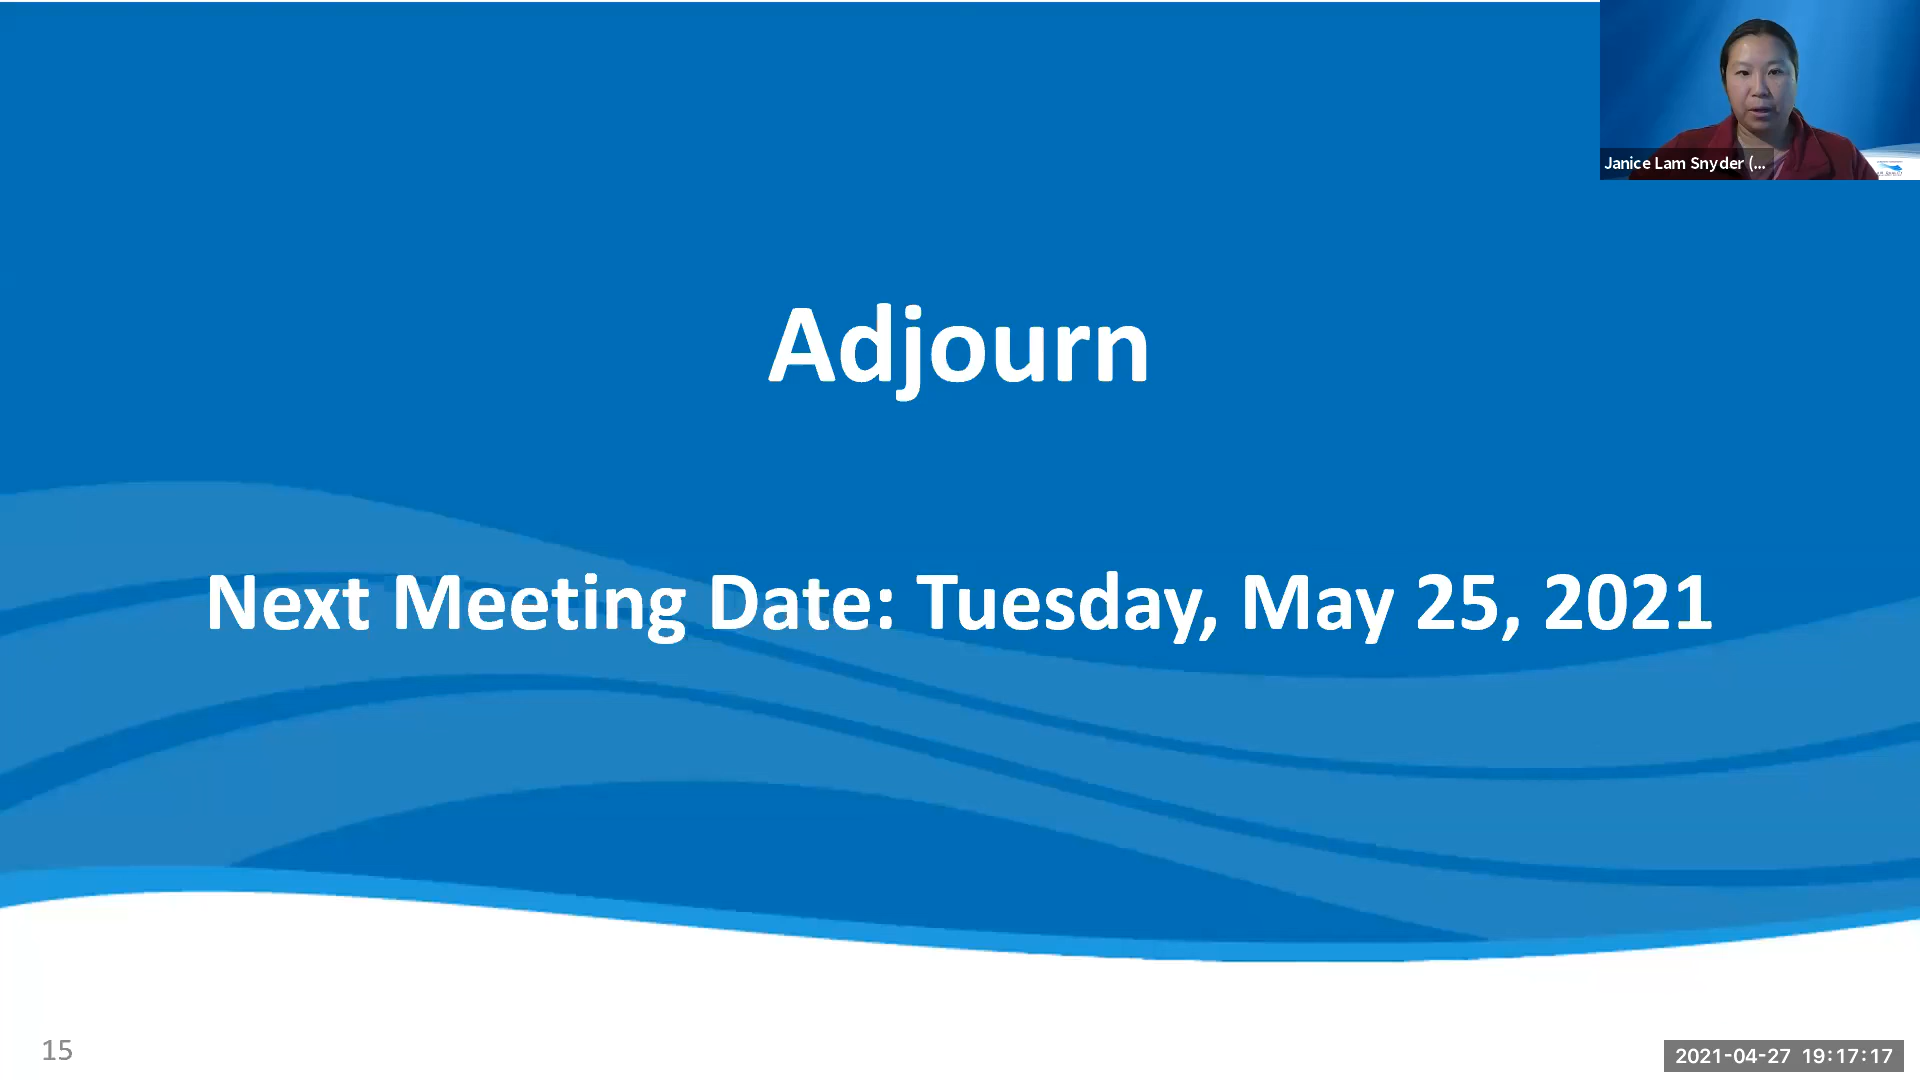 Janice Lam Snyder (...
Adjourn
Next Meeting Date: Tuesday, May 25, 2021
15
2021-04-27 19:17:17